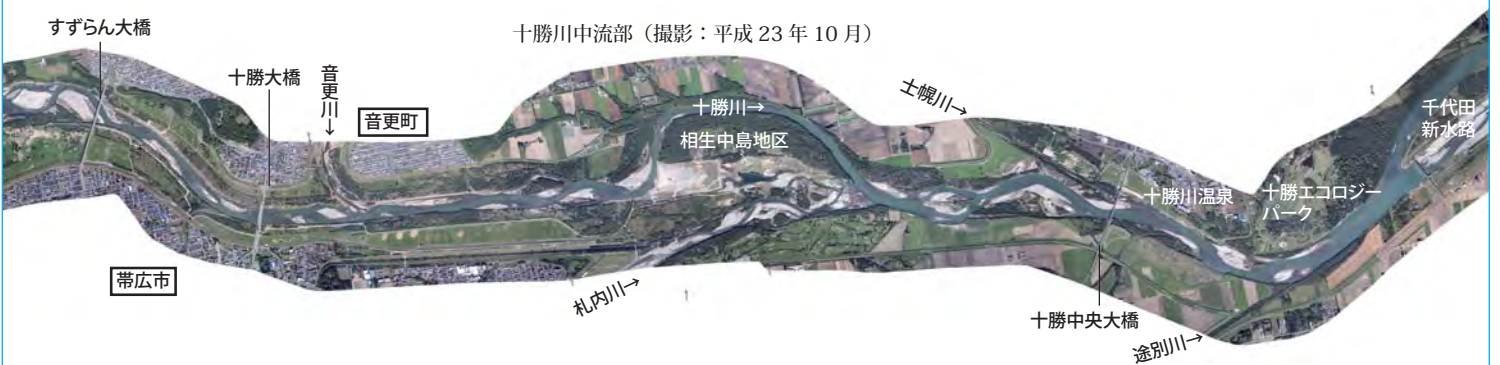 十勝川中流部（撮影：平成 23 年 10 月）
すずらん大橋
十勝大橋
音更川→
音更町
十勝川→
相生中島地区
士幌川→
千代田
新水路
十勝川温泉
十勝エコロジー
パーク
帯広市
札内川→
十勝中央大橋
途別川→